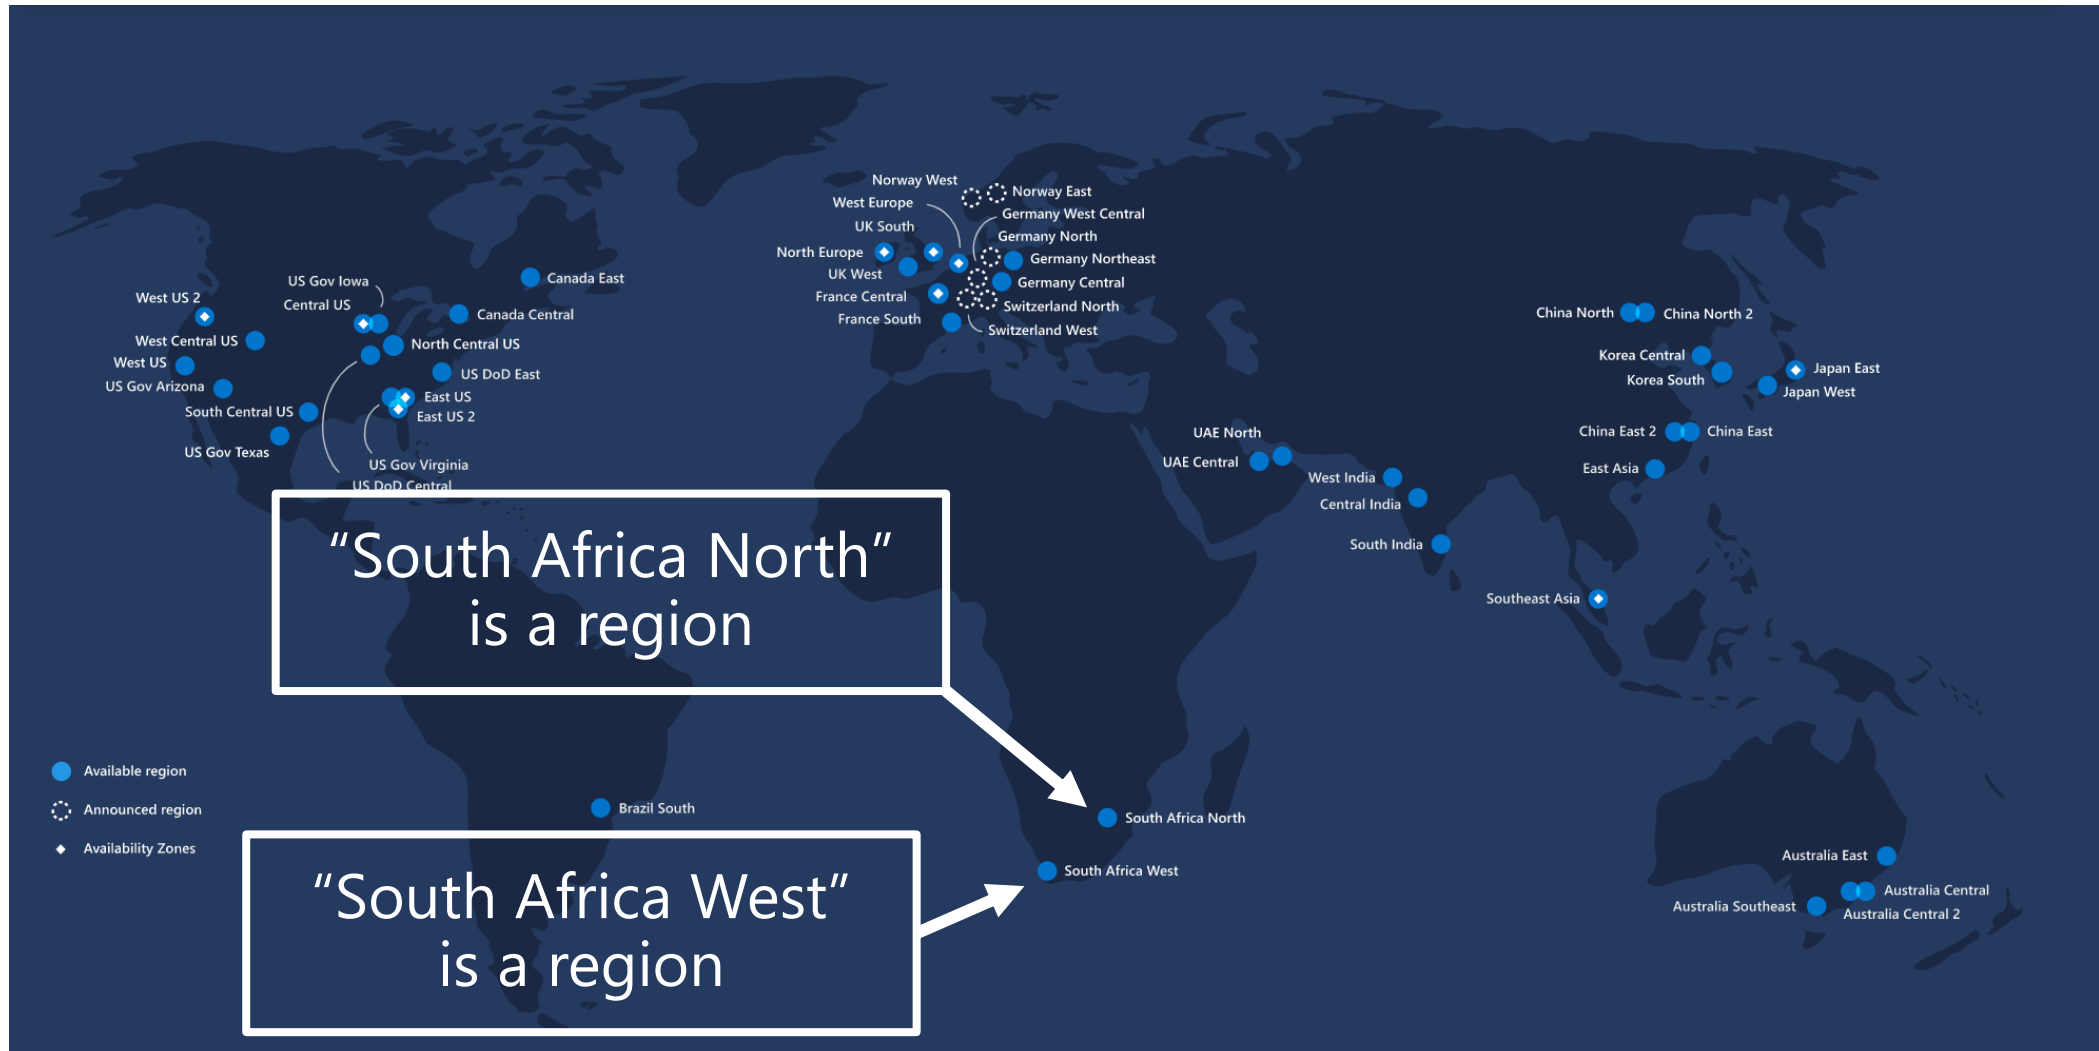 Norway West
Norway East
West Europe
Germany West Central
UK South
Germany North
North Europe
Germany Northeast
UK West
Germany Central
France Central
Switzerland North
France South
Switzerland West
US Gov Iowa
Canada East
West US 2
Central US
Canada Central
West Central US
North Central US
West US
US DoD East
US Gov Arizona
East US
South Central US
East US 2
US Gov Texas
US Gov Virginia
US DoD Central
China North
China North 2
Korea Central
Japan East
Korea South
Japan West
UAE North
China East 2
China East
UAE Central
East Asia
West India
Central India
South India
Southeast Asia
“South Africa North”
is a region
Available region
Announced region
Availability Zones
Brazil South
South Africa North
South Africa West
“South Africa West”
is a region
Australia East
Australia Central
Australia Southeast
Australia Central 2